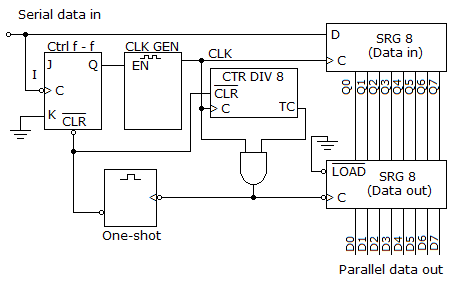 Serial data in
Ctrl f - f
CLK GEN
CLK
SRG 8
(Data in)
D
C
J
Q
I
C
K
CLR
EN
CTR DIV 8
CLR
C
TC
Q0
Q1
Q2
Q3
Q4
Q5
Q6
Q7
LOAD
SRG 8
(Data out)
C
One-shot
D0
D1
D2
D3
D4
D5
D6
D7
Parallel data out